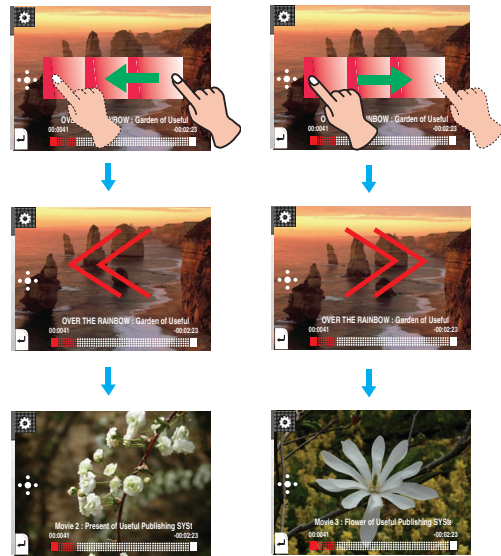 OVER THE RAINBOW : Garden of Useful
00:0041 -00:02:23
O INBOW : Garden of Useful
00:0041 -00:02:23
OVER THE RAINBOW : Garden of Useful
00:0041 -00:02:23
OVER THE RAINBOW : Garden of Useful
00:0041 -00:02:23
Movie 2 : Present of Useful Publishing SYSt
00:0041 -00:02:23
Movie 3 : Flower of Useful Publishing SYSte
00:0041 -00:02:23